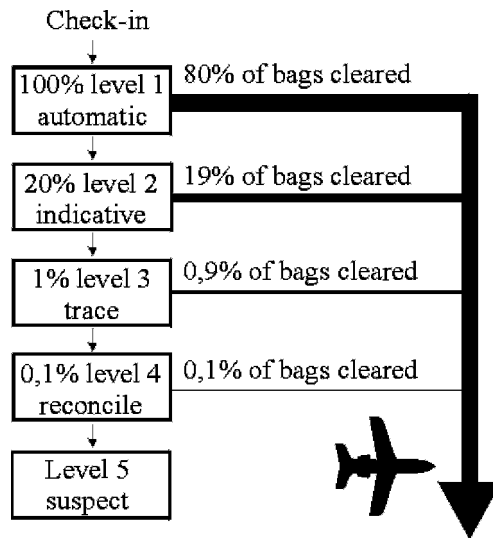 Check-in
100% level 1
automatic
80% of bags cleared
20% level 2
indicative
19% of bags cleared
1% level 3
trace
0,9% of bags cleared
0,1% level 4
reconcile
0,1% of bags cleared
Level 5
suspect